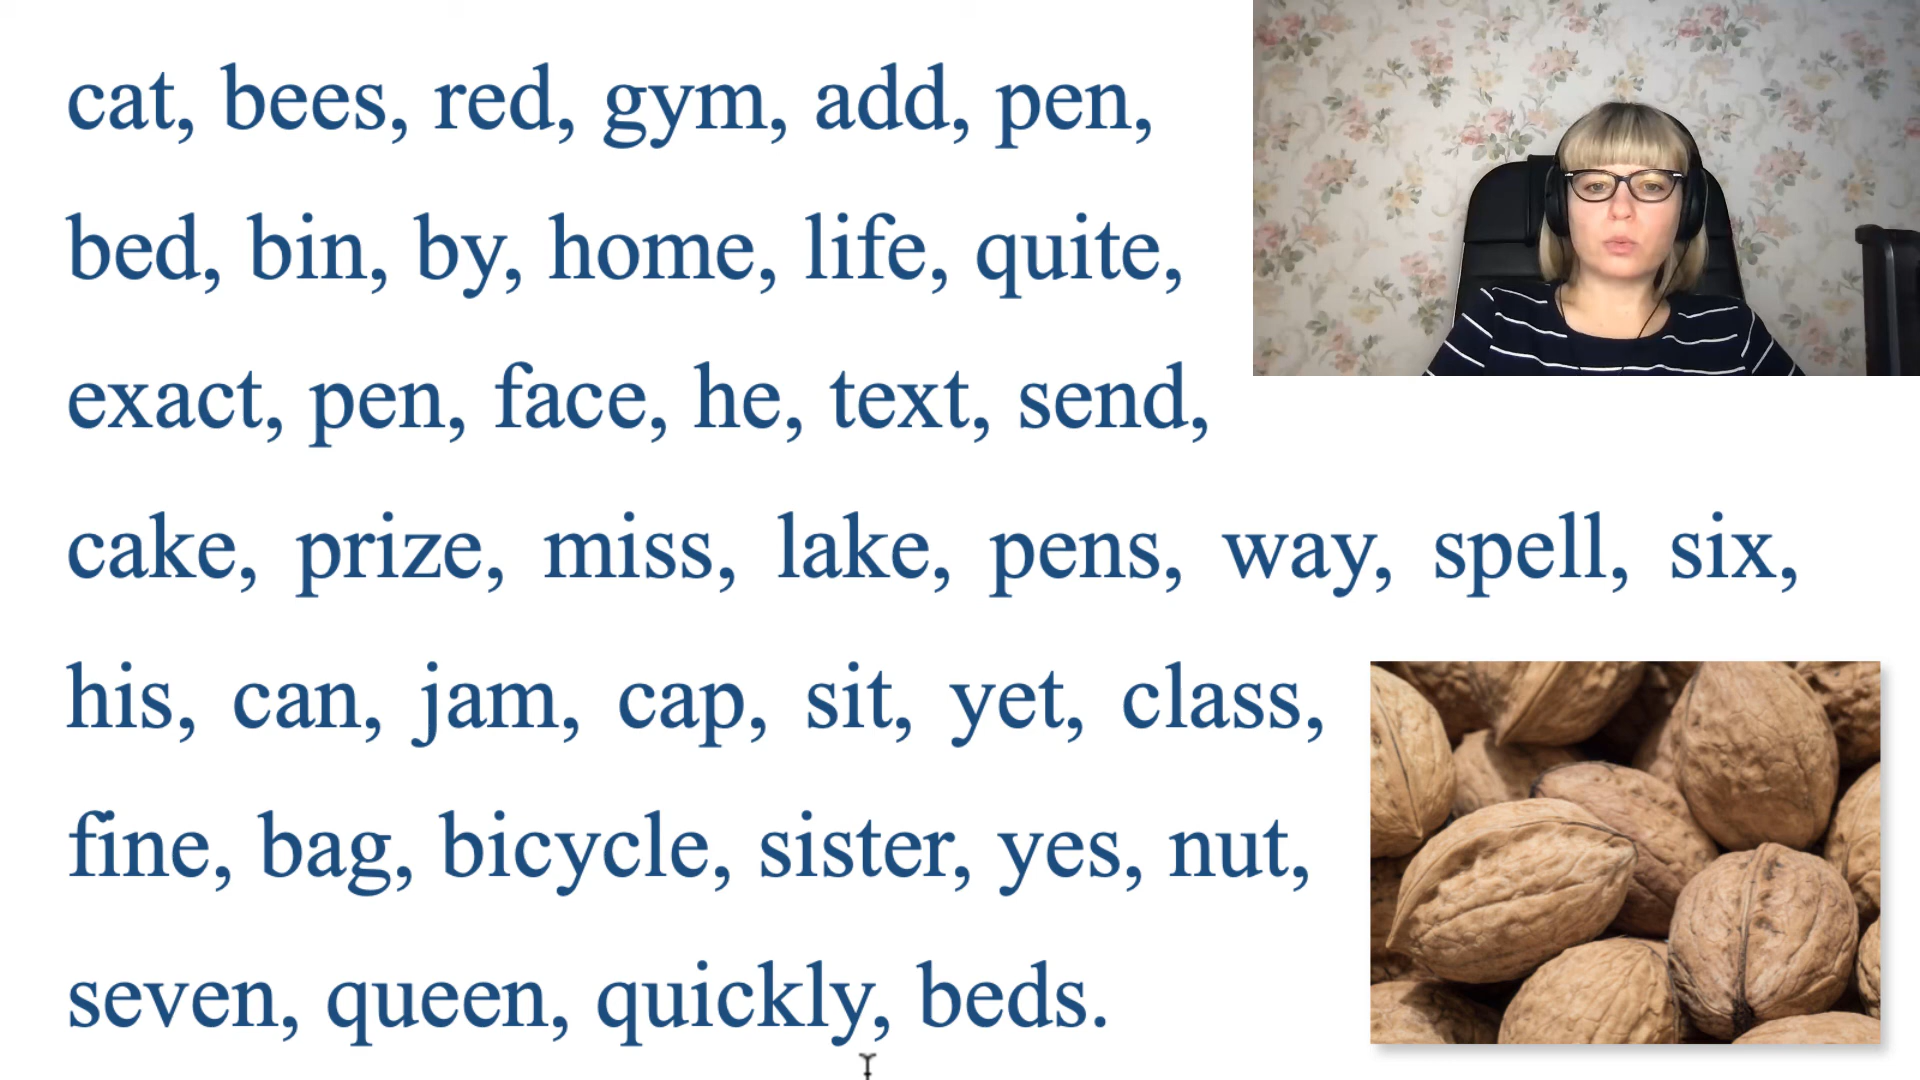 cat, bees, red, gym, add, pen,
bed, bin, by, home, life, quite,
exact, pen, face, he, text, send,
cake, prize, miss, lake, pens, way, spell, six,
his, can, jam, cap, sit, yet, class,
fine, bag, bicycle, sister, yes, nut,
seven, queen, quickly, beds.